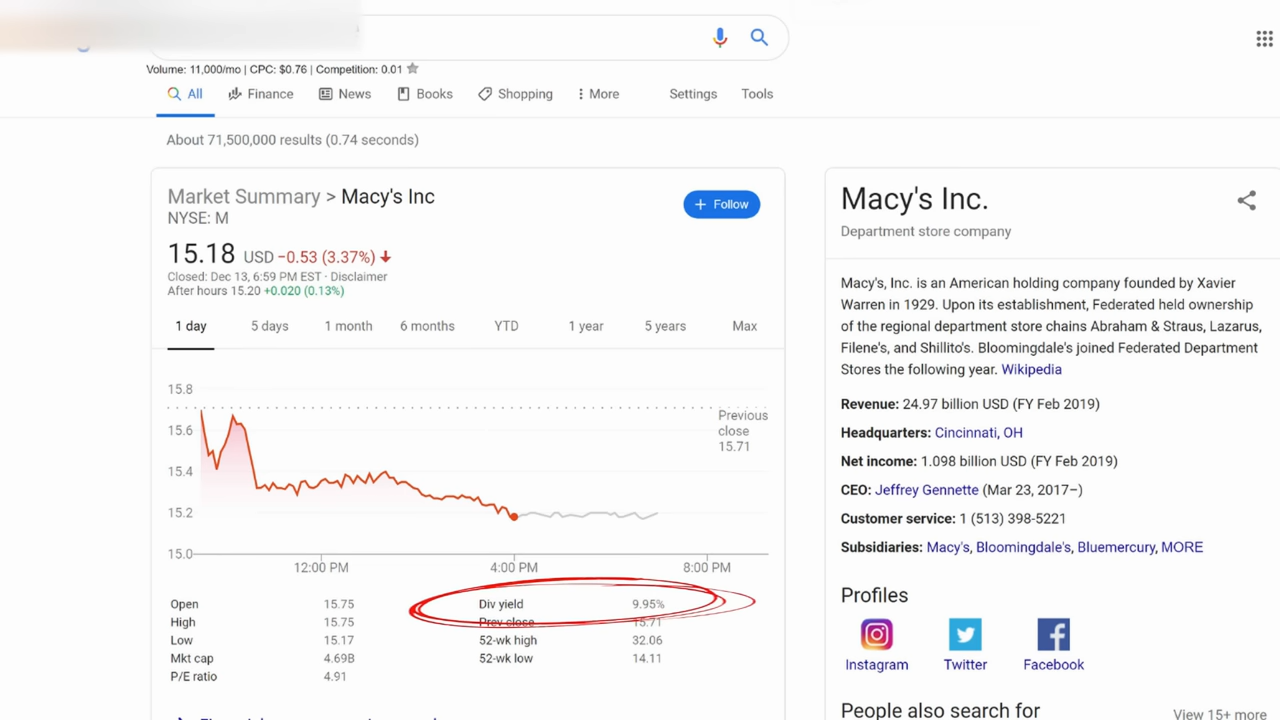 Volume: 11,000/mo | CPC: $0.76 | Competition: 0.01
All Finance News Books Shopping More Settings Tools
About 71,500,000 results (0.74 seconds)
Market Summary > Macy's Inc
NYSE: M
+ Follow
15.18 USD −0.53 (3.37%)
Closed: Dec 13, 6:59 PM EST · Disclaimer
After hours 15.20 +0.020 (0.13%)
1 day 5 days 1 month 6 months YTD 1 year 5 years Max
15.8
15.6
15.4
15.2
15.0
Previous
close
15.71
12:00 PM 4:00 PM 8:00 PM
Open 15.75 Div yield 9.95%
High 15.75 Prev close 15.71
Low 15.17 52-wk high 32.06
Mkt cap 4.69B 52-wk low 14.11
P/E ratio 4.91
Macy's Inc.
Department store company
Macy's, Inc. is an American holding company founded by Xavier
Warren in 1929. Upon its establishment, Federated held ownership
of the regional department store chains Abraham & Straus, Lazarus,
Filene's, and Shillito's. Bloomingdale's joined Federated Department
Stores the following year. Wikipedia
Revenue: 24.97 billion USD (FY Feb 2019)
Headquarters: Cincinnati, OH
Net income: 1.098 billion USD (FY Feb 2019)
CEO: Jeffrey Gennette (Mar 23, 2017–)
Customer service: 1 (513) 398-5221
Subsidiaries: Macy's, Bloomingdale's, Bluemercury, MORE
Profiles
Instagram Twitter Facebook
People also search for View 15+ more